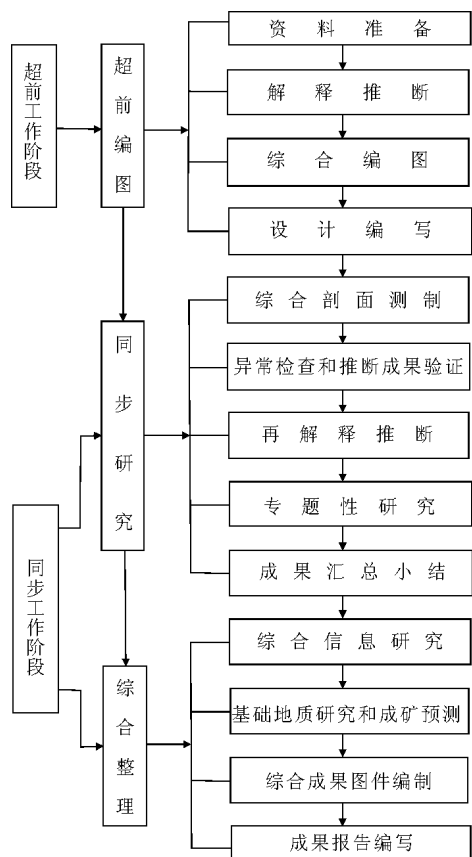 超前工作阶段
超前编图
资料准备
解释推断
综合编图
设计编写
同步工作阶段
同步研究
综合剖面测制
异常检查和推断成果验证
再解释推断
专题性研究
成果汇总小结
综合整理
综合信息研究
基础地质研究和成矿预测
综合成果图件编制
成果报告编写